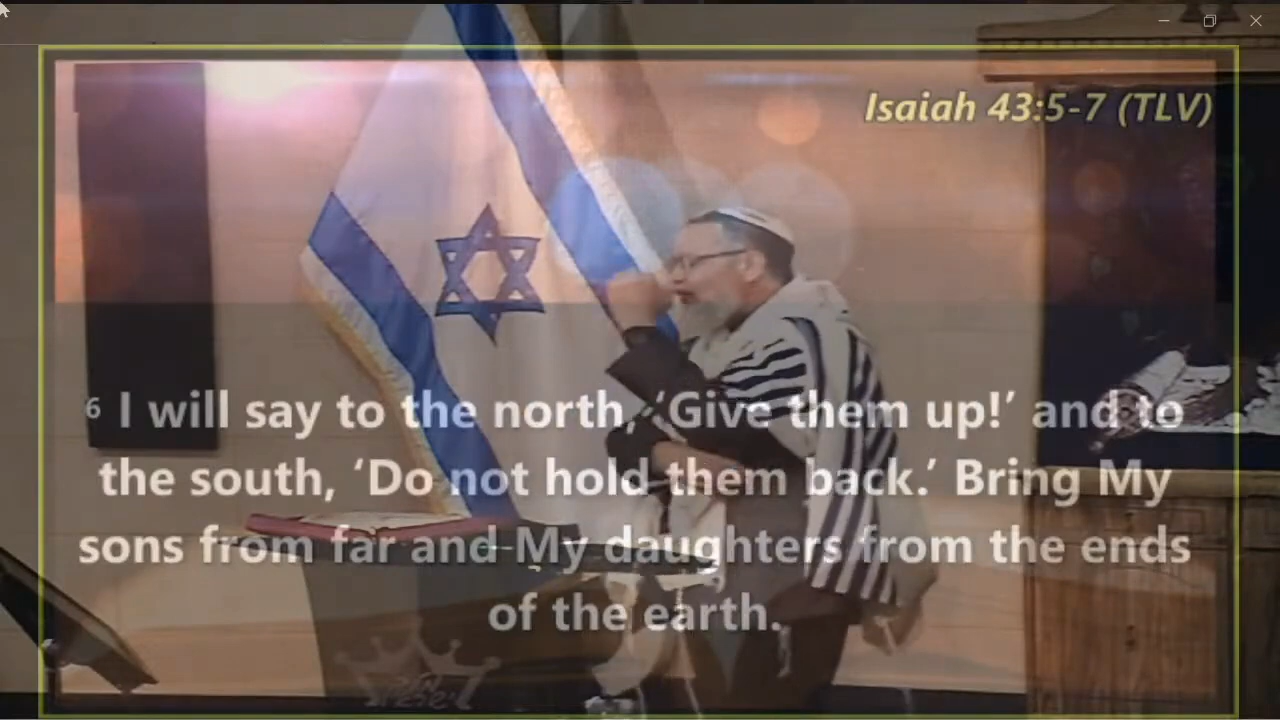 Isaiah 43:5-7 (TLV)
6 I will say to the north, ‘Give them up!’ and to
the south, ‘Do not hold them back.’ Bring My
sons from far and My daughters from the ends
of the earth.